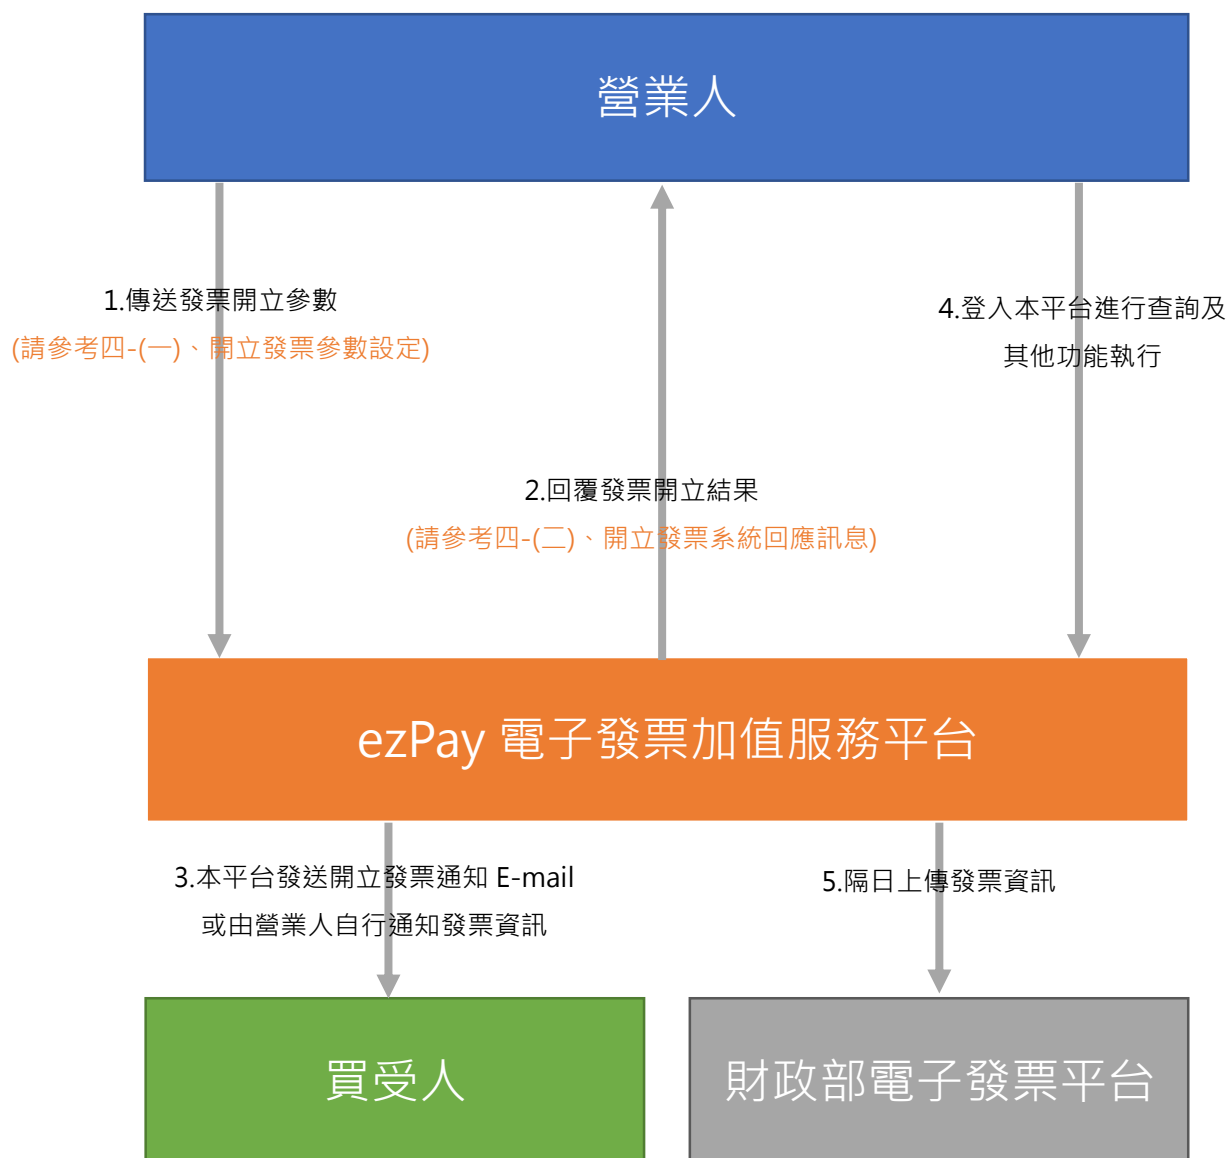 營業人
1.傳送發票開立參數
(請參考四-(一)、開立發票參數設定)
4.登入本平台進行查詢及
其他功能執行
2.回覆發票開立結果
(請參考四-(二)、開立發票系統回應訊息)
ezPay 電子發票加值服務平台
3.本平台發送開立發票通知 E-mail
或由營業人自行通知發票資訊
5.隔日上傳發票資訊
買受人
財政部電子發票平台